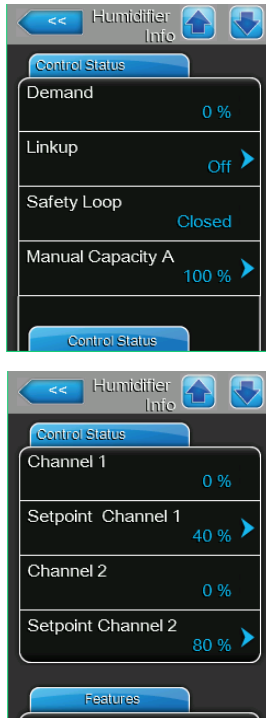 << Humidifier
Info
Control Status
Demand
0 %
Linkup
Off
Safety Loop
Closed
Manual Capacity A
100 %
Control Status
<< Humidifier
Info
Control Status
Channel 1
0 %
Setpoint Channel 1
40 %
Channel 2
0 %
Setpoint Channel 2
80 %
Features